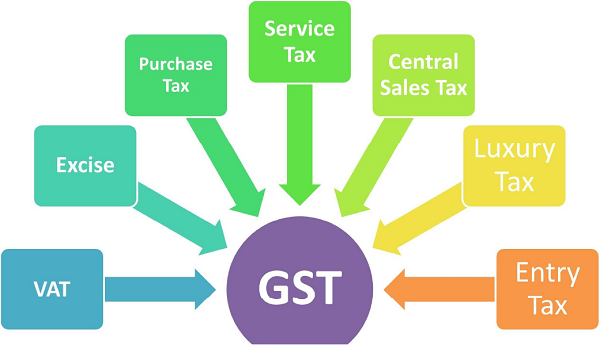 Service
Tax
Purchase
Tax
Central
Sales Tax
Excise
Luxury
Tax
VAT
GST
Entry
Tax